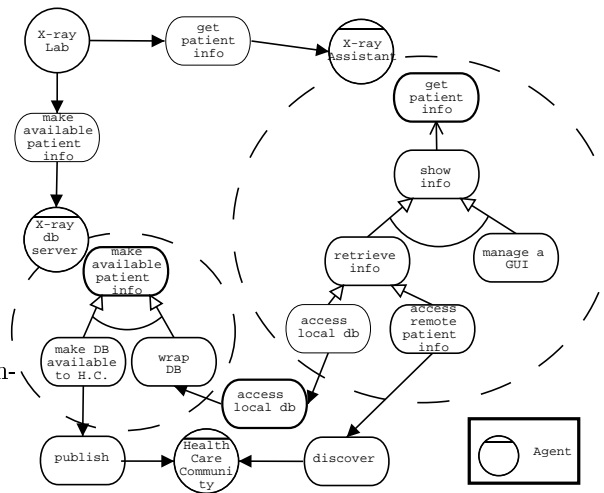 X-ray
Lab
get
patient
info
X-ray
Assistant
get
patient
info
make
available
patient
info
show
info
X-ray
db
server
make
available
patient
info
retrieve
info
manage a
GUI
access
local db
access
remote
patient
info
make DB
available
to H.C.
wrap
DB
n-
access
local db
publish
Health
Care
Communi
ty
discover
Agent